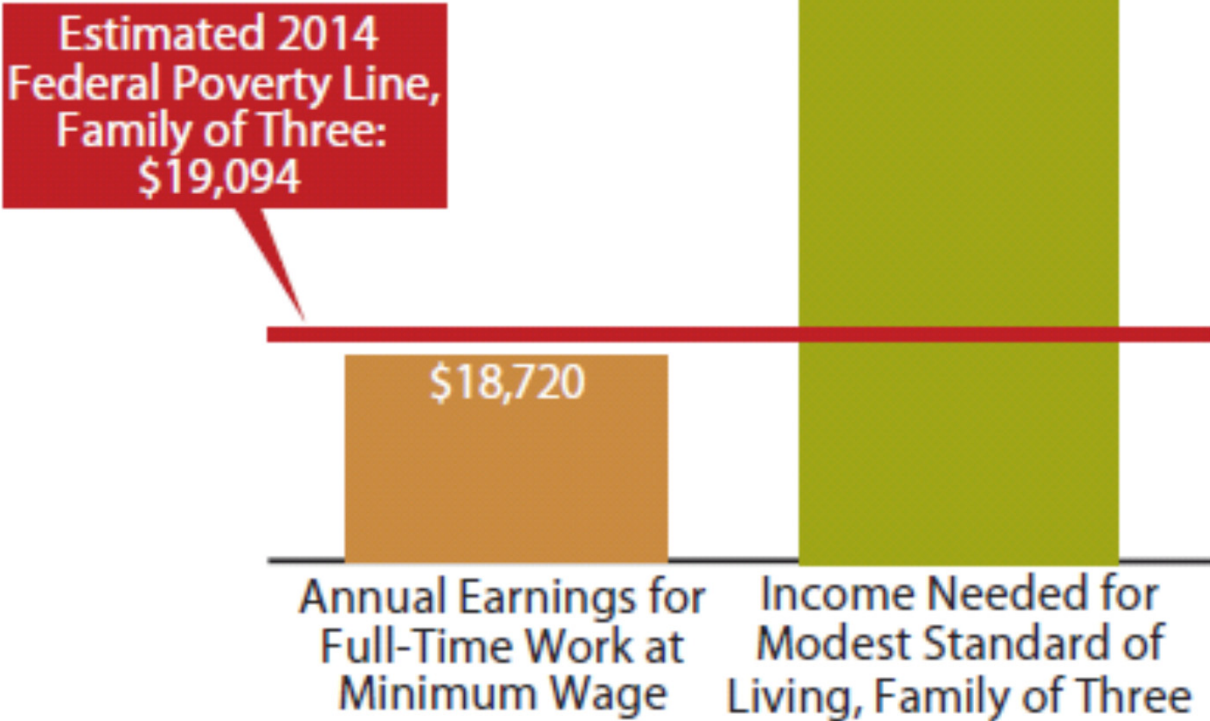 Estimated 2014
Federal Poverty Line,
Family of Three:
$19,094
$18,720
Annual Earnings for
Full-Time Work at
Minimum Wage
Income Needed for
Modest Standard of
Living, Family of Three